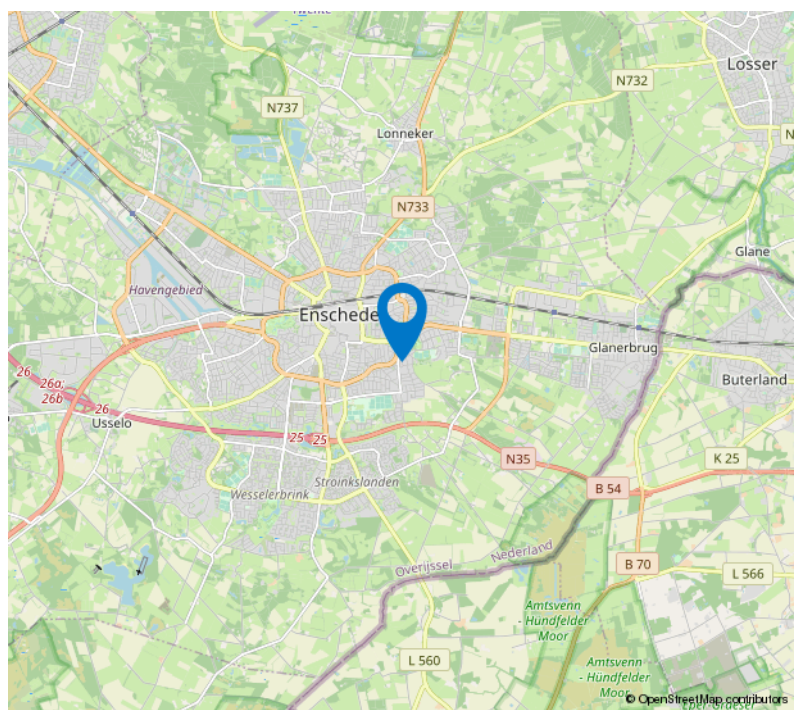 Losser
N732
N737
Lonneker
N
N733
Glane
Havengebied
Enschede
Glanerbrug
26
26a;
26b
26
Buterland
Usselo
25
25
N35
K 25
Stroinkslanden
Wesselerbrink
B 54
Nederland
Overijssel
B 70
L 566
Amtsvenn
- Hündfelder
Moor
L 560
Amtsvenn
- Hündfelder
Moor
© OpenStreetMap contributors